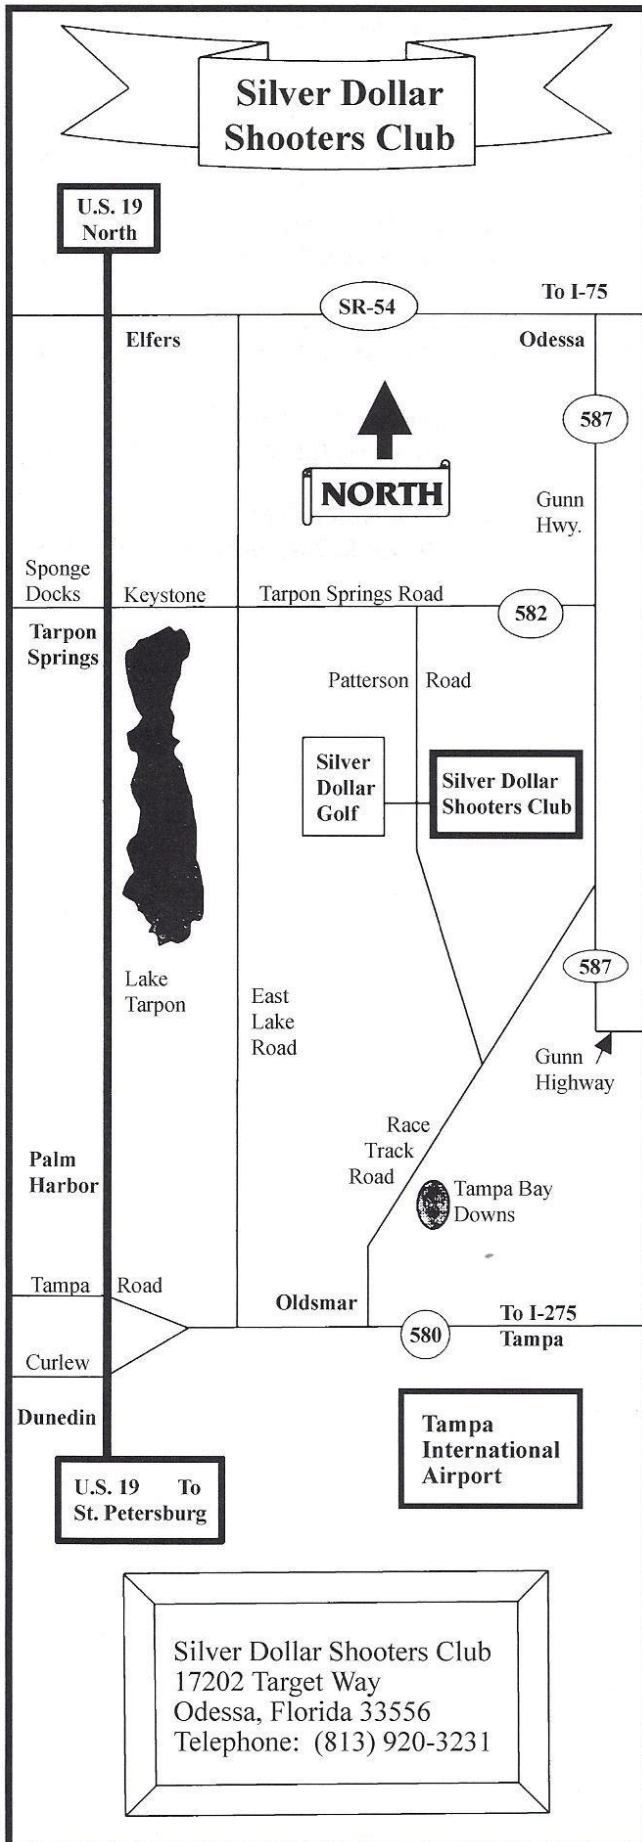 Silver Dollar
Shooters Club
U.S. 19
North
To I-75
SR-54
Elfers
Odessa
587
NORTH
Gunn
Hwy.
Sponge
Docks
Keystone
Tarpon Springs Road
582
Tarpon
Springs
Patterson Road
Silver
Dollar
Golf
Silver Dollar
Shooters Club
587
Lake
Tarpon
East
Lake
Road
Gunn
Highway
Race
Track
Road
Palm
Harbor
Tampa Bay
Downs
Tampa Road
Oldsmar
To I-275
580
Tampa
Curlew
Dunedin
Tampa
International
Airport
U.S. 19 To
St. Petersburg
Silver Dollar Shooters Club
17202 Target Way
Odessa, Florida 33556
Telephone: (813) 920-3231